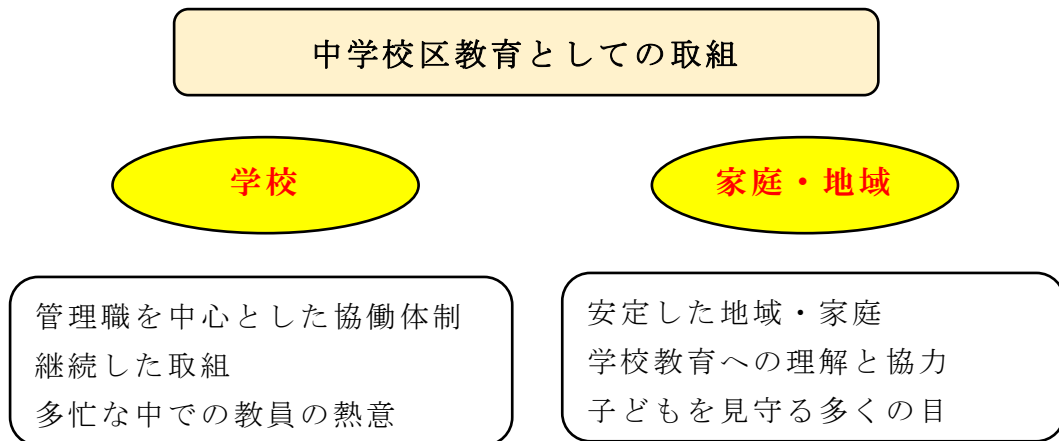 中学校区教育としての取組
学校
家庭・地域
管理職を中心とした協働体制
継続した取組
多忙な中での教員の熱意
安定した地域・家庭
学校教育への理解と協力
子どもを見守る多くの目